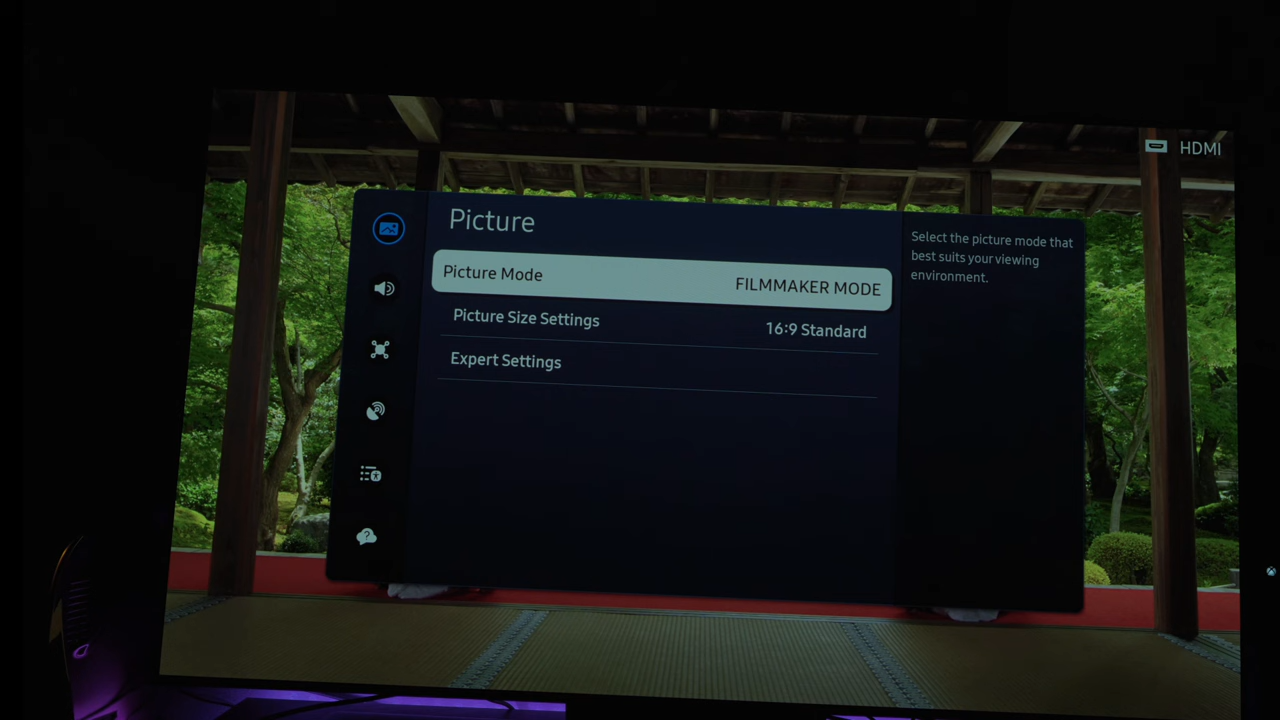 HDMI
Picture
Picture Mode FILMMAKER MODE
Picture Size Settings 16:9 Standard
Expert Settings
Select the picture mode that
best suits your viewing
environment.